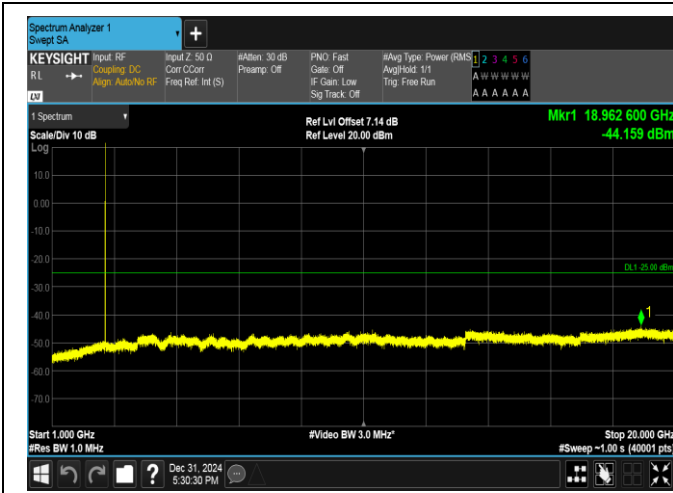 Spectrum Analyzer 1
Swept SA
+
KEYSIGHT Input: RF Input Z: 50 Ω #Atten: 30 dB PNO: Fast #Avg Type: Power (RMS 1 2 3 4 5 6
RL Coupling: DC Corr CCorr Preamp: Off Gate: Off Avg|Hold: 1/1 A W W W W W
Align: Auto/No RF Freq Ref: Int (S) IF Gain: Low Trig: Free Run
Sig Track: Off A A A A A A
LXI
1 Spectrum Ref Lvl Offset 7.14 dB Mkr1 18.962 600 GHz
Scale/Div 10 dB Ref Level 20.00 dBm -44.159 dBm
Log
10.0
0.00
-10.0
-20.0
DL1 -25.00 dBm
-30.0
-40.0
1
-50.0
-60.0
-70.0
Start 1.000 GHz #Video BW 3.0 MHz* Stop 20.000 GHz
#Res BW 1.0 MHz #Sweep ~1.00 s (40001 pts)
? Dec 31, 2024
5:30:30 PM